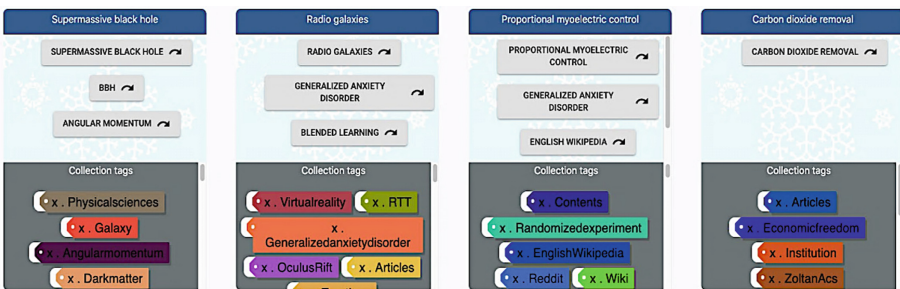 Supermassive black hole
SUPERMASSIVE BLACK HOLE
BBH
ANGULAR MOMENTUM
Collection tags
x . Physicalsciences
x . Galaxy
x . Angularmomentum
x . Darkmatter
Radio galaxies
RADIO GALAXIES
GENERALIZED ANXIETY
DISORDER
BLENDED LEARNING
Collection tags
x . Virtualreality
x . RTT
x .
Generalizedanxietydisorder
x . OculusRift
x . Articles
Proportional myoelectric control
PROPORTIONAL MYOELECTRIC
CONTROL
GENERALIZED ANXIETY
DISORDER
ENGLISH WIKIPEDIA
Collection tags
x . Contents
x . Randomizedexperiment
x . EnglishWikipedia
x . Reddit
x . Wiki
Carbon dioxide removal
CARBON DIOXIDE REMOVAL
Collection tags
x . Articles
x . Economicfreedom
x . Institution
x . ZoltanAcs